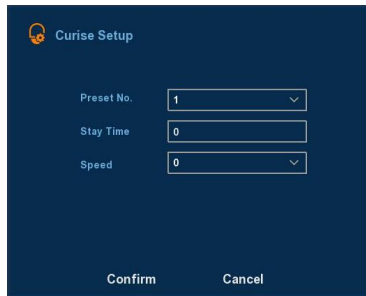 Curise Setup
Preset No. 1
Stay Time 0
Speed 0
Confirm Cancel